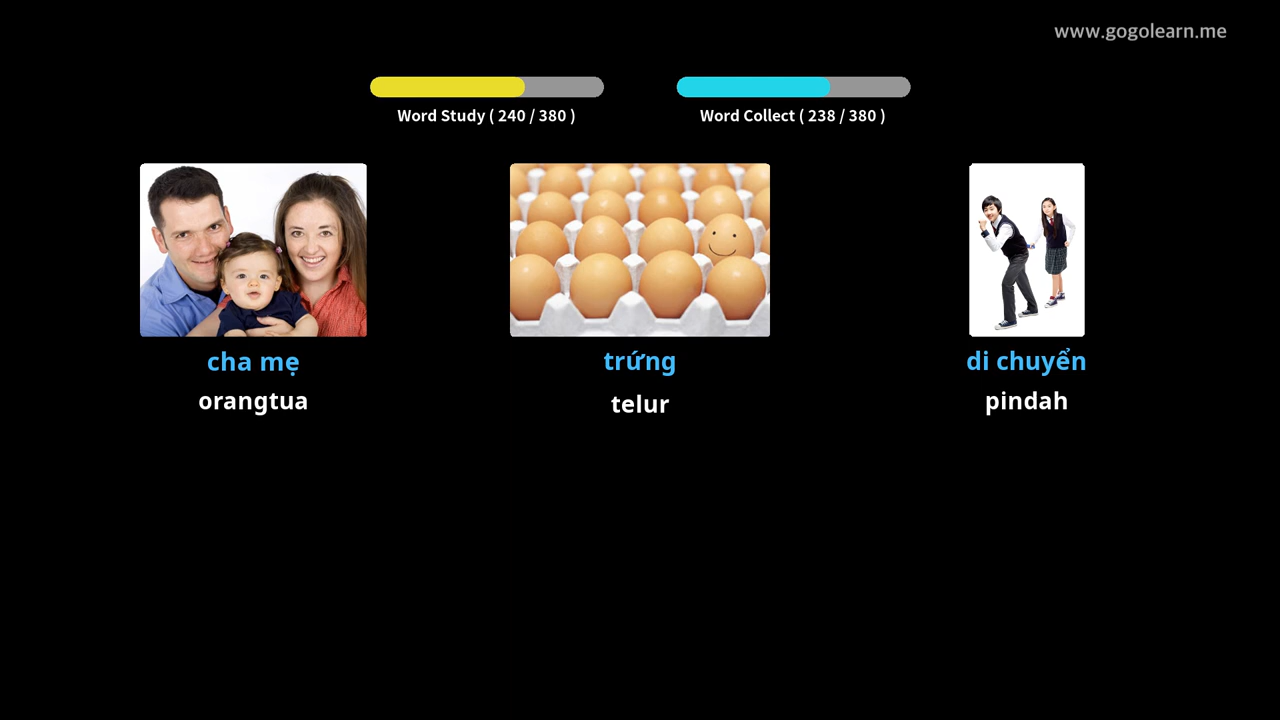 www.gogolearn.me
Word Study ( 240 / 380 )
Word Collect ( 238 / 380 )
cha mẹ
orangtua
trứng
telur
di chuyển
pindah